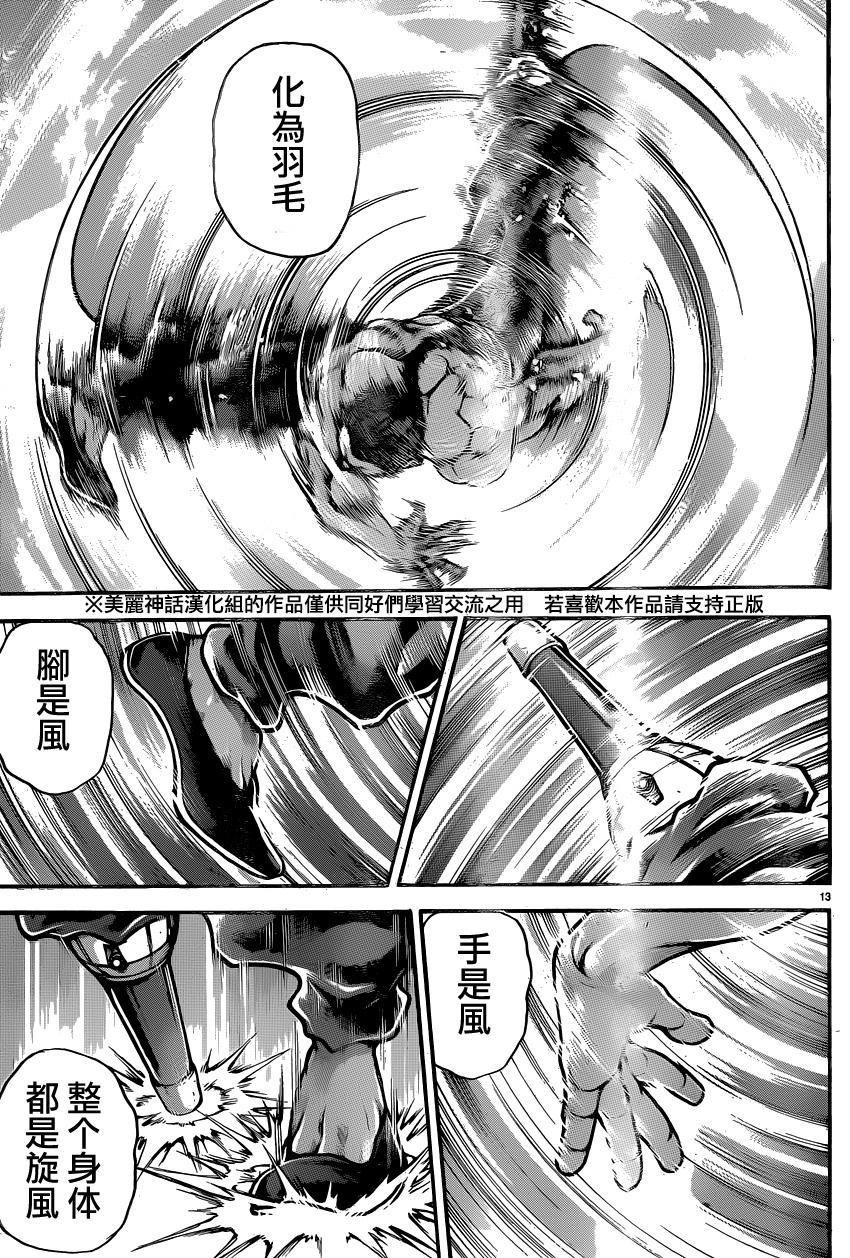 化為羽毛
※美麗神話漢化組的作品僅供同好們學習交流之用　若喜歡本作品請支持正版
腳是風
13
手是風
整个身体
都是旋風